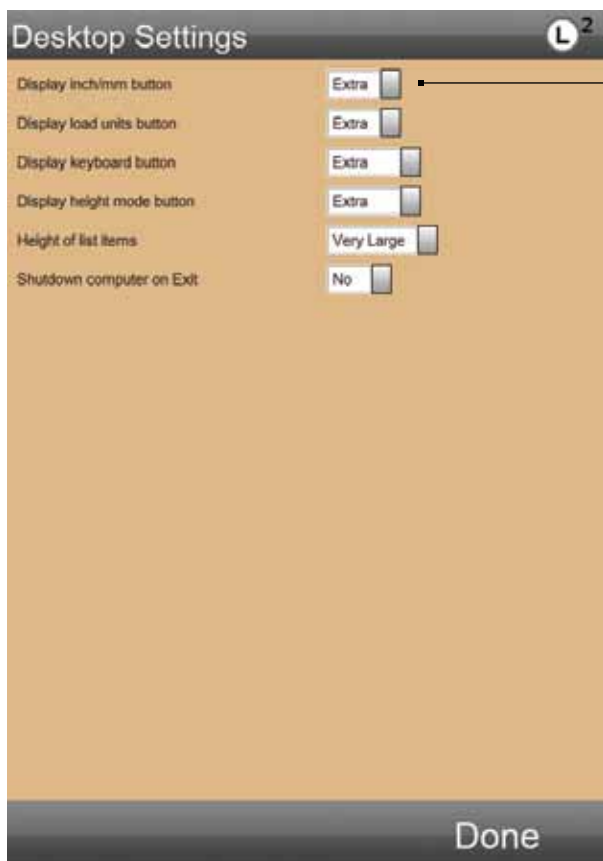 Desktop Settings L2
Display inch/mm button Extra
Display load units button Extra
Display keyboard button Extra
Display height mode button Extra
Height of list items Very Large
Shutdown computer on Exit No
Done